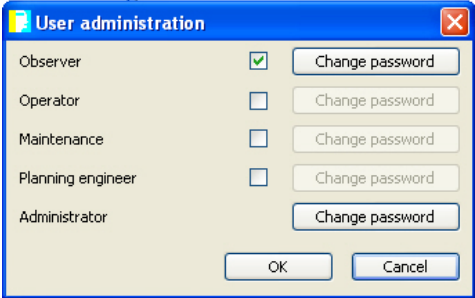 User administration
Observer Change password
Operator Change password
Maintenance Change password
Planning engineer Change password
Administrator Change password
OK Cancel